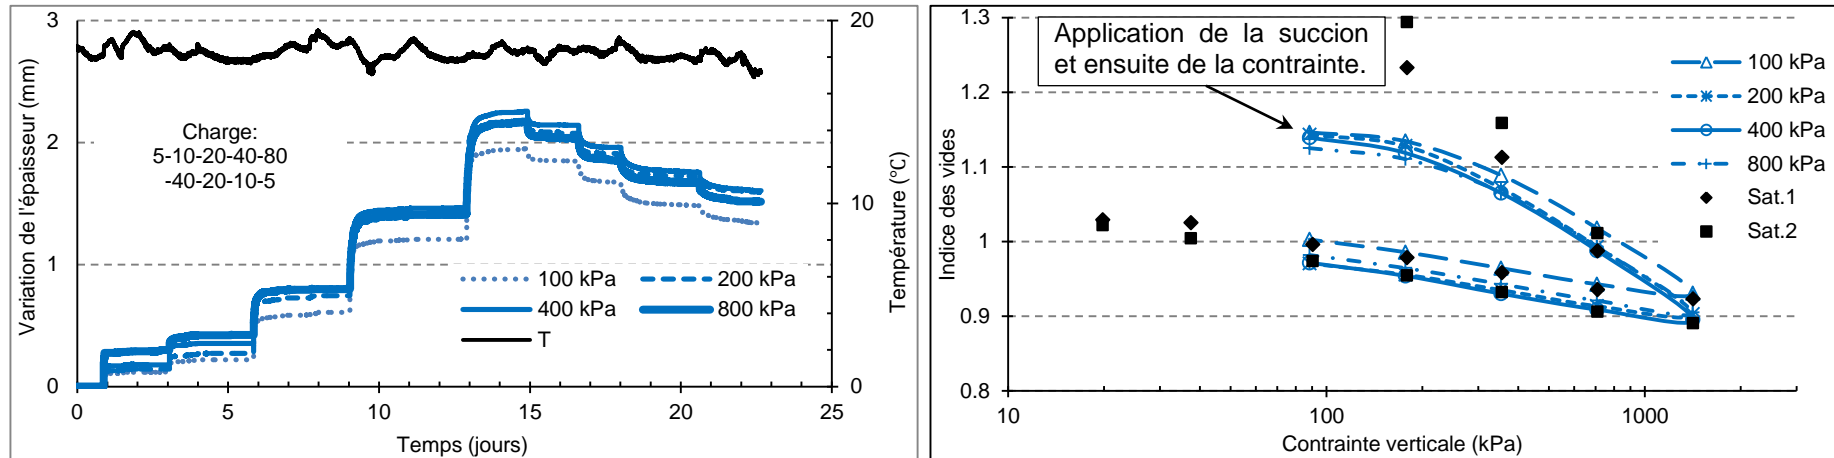 3
2
1
0
Variation de l'épaisseur (mm)
Charge:
5-10-20-40-80
-40-20-10-5
100 kPa
200 kPa
400 kPa
800 kPa
T
20
10
0
Température (°C)
0
5
10
15
20
25
Temps (jours)
1.3
1.2
1.1
1
0.9
0.8
Indice des vides
Application de la succion
et ensuite de la contrainte.
100 kPa
200 kPa
400 kPa
800 kPa
Sat.1
Sat.2
10
100
1000
Contrainte verticale (kPa)